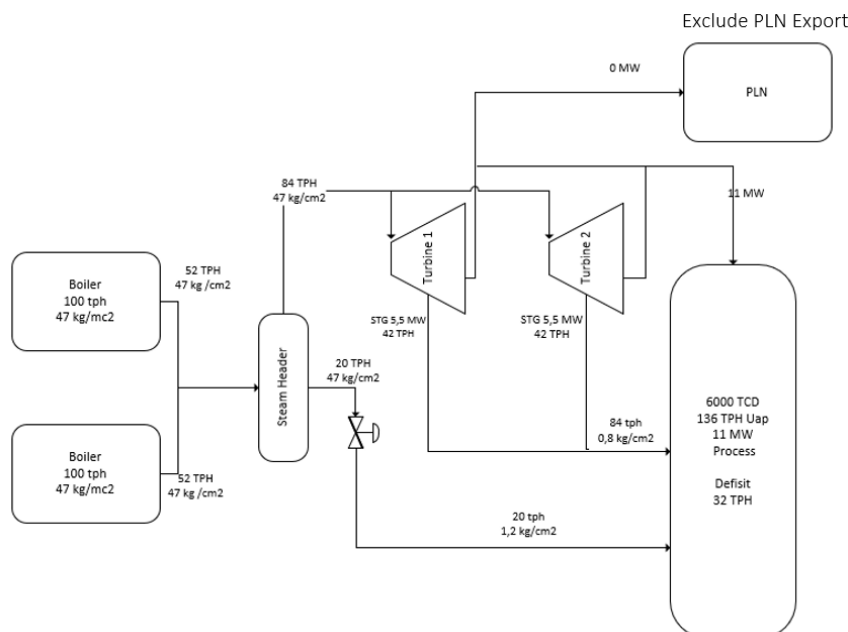 Exclude PLN Export
0 MW
PLN
84 TPH
47 kg/cm2
11 MW
Turbine 1
Turbine 2
Boiler
100 tph
47 kg/mc2
52 TPH
47 kg /cm2
STG 5,5 MW
42 TPH
STG 5,5 MW
42 TPH
Steam Header
20 TPH
47 kg/cm2
6000 TCD
136 TPH Uap
11 MW
Process
Defisit
32 TPH
84 tph
0,8 kg/cm2
Boiler
100 tph
47 kg/mc2
52 TPH
47 kg /cm2
20 tph
1,2 kg/cm2